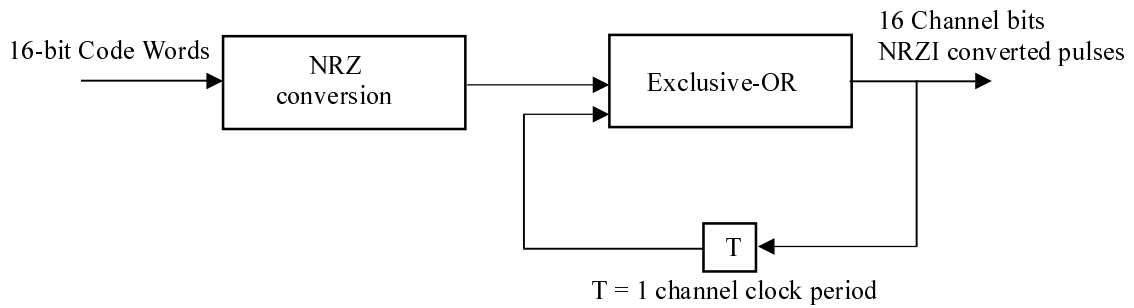 16-bit Code Words
NRZ
conversion
Exclusive-OR
16 Channel bits
NRZI converted pulses
T
T = 1 channel clock period